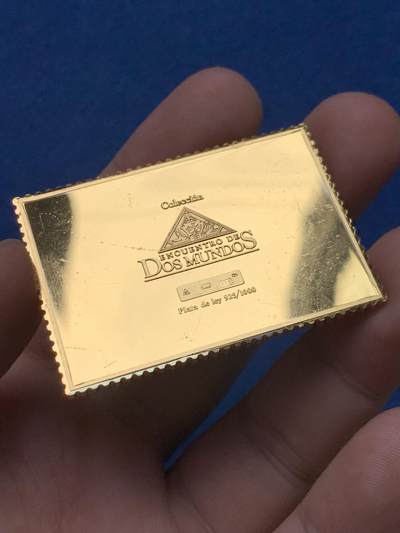 Colección
ENCUENTRO DE
DOS MUNDOS
Plata de ley 925/1000